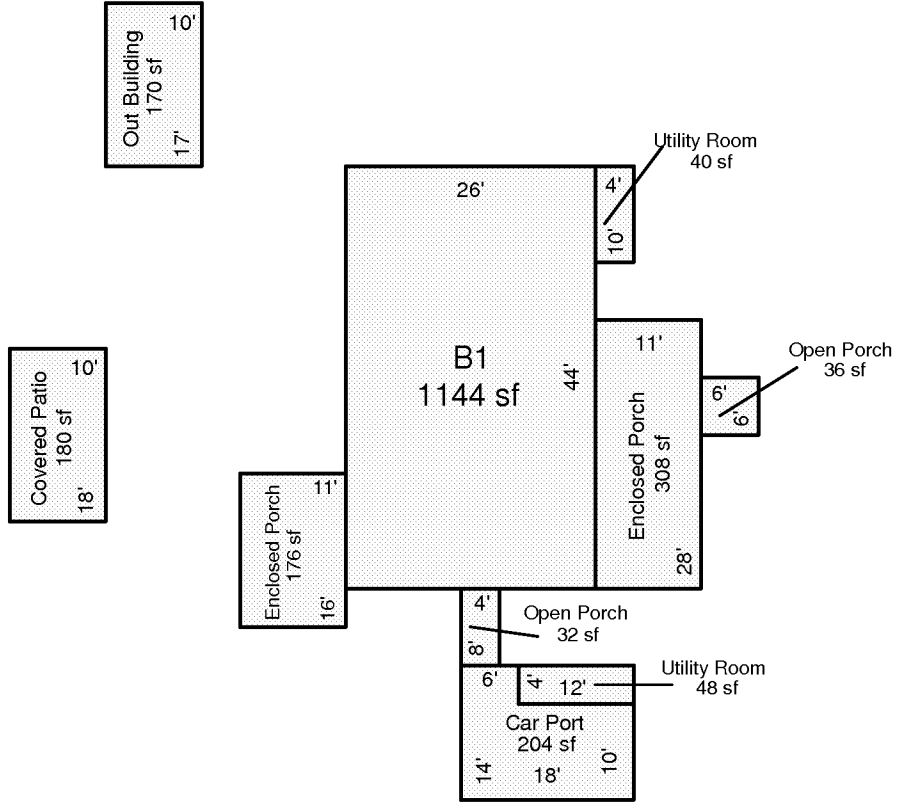 10'
Out Building
170 sf
17'
Utility Room
40 sf
26'
4'
10'
B1
1144 sf
44'
11'
Enclosed Porch
308 sf
28'
Open Porch
36 sf
6'
6'
10'
Covered Patio
180 sf
18'
11'
Enclosed Porch
176 sf
16'
4'
8'
Open Porch
32 sf
6'
4'
12'
Utility Room
48 sf
Car Port
204 sf
14'
18'
10'